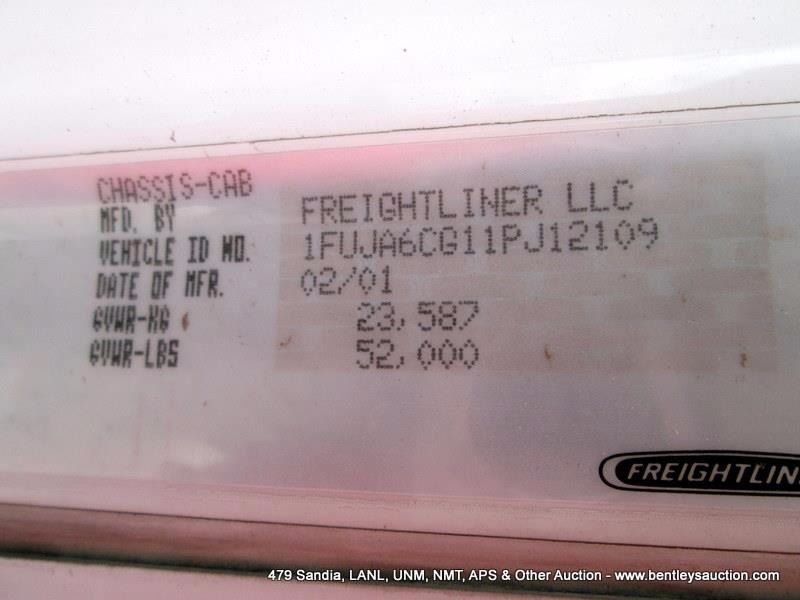 CHASSIS-CAB
MFD. BY FREIGHTLINER LLC
VEHICLE ID NO. 1FUJA6CG11PJ12109
DATE OF MFR. 02/01
GVWR-KG 23,587
GVWR-LBS 52,000
FREIGHTLIN
479 Sandia, LANL, UNM, NMT, APS & Other Auction - www.bentleysauction.com